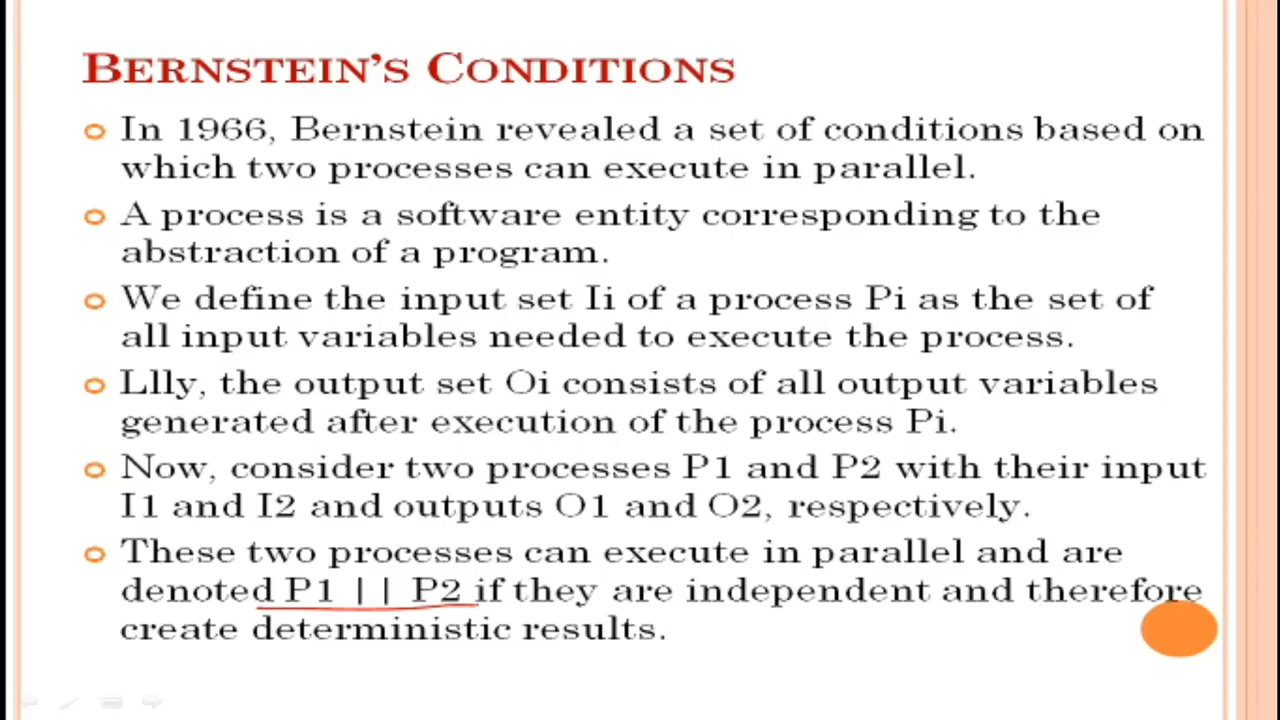 BERNSTEIN'S CONDITIONS
In 1966, Bernstein revealed a set of conditions based on
which two processes can execute in parallel.
A process is a software entity corresponding to the
abstraction of a program.
We define the input set Ii of a process Pi as the set of
all input variables needed to execute the process.
Llly, the output set Oi consists of all output variables
generated after execution of the process Pi.
Now, consider two processes P1 and P2 with their input
I1 and I2 and outputs O1 and O2, respectively.
These two processes can execute in parallel and are
denoted P1 || P2 if they are independent and therefore
create deterministic results.